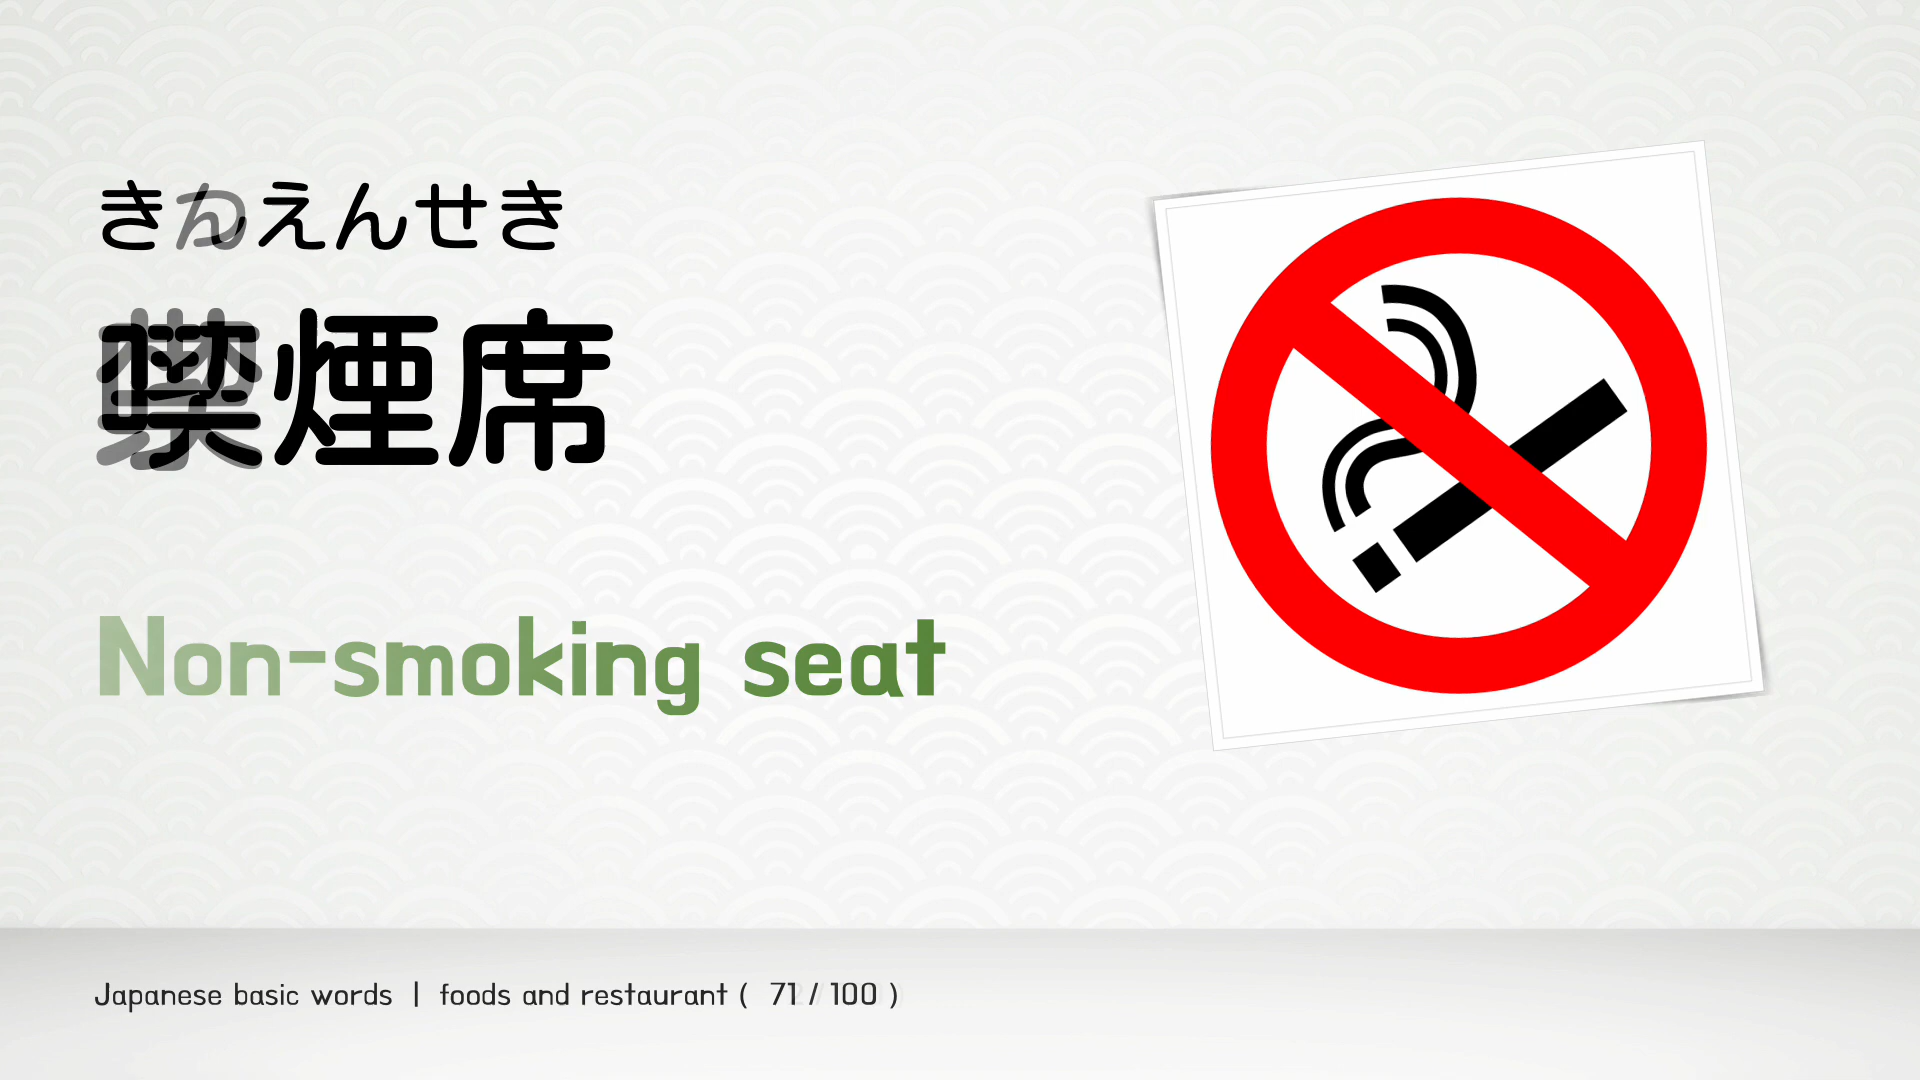 きんえんせき
禁煙席
Non-smoking seat
Japanese basic words | foods and restaurant ( 71 / 100 )